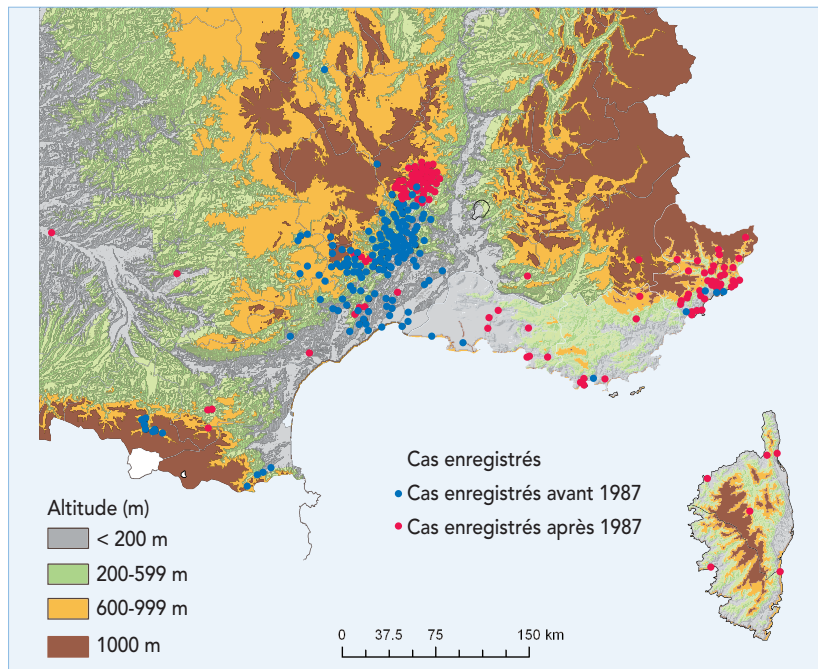 Cas enregistrés
Cas enregistrés avant 1987
Cas enregistrés après 1987
Altitude (m)
< 200 m
200-599 m
600-999 m
1000 m
0 37.5 75 150 km